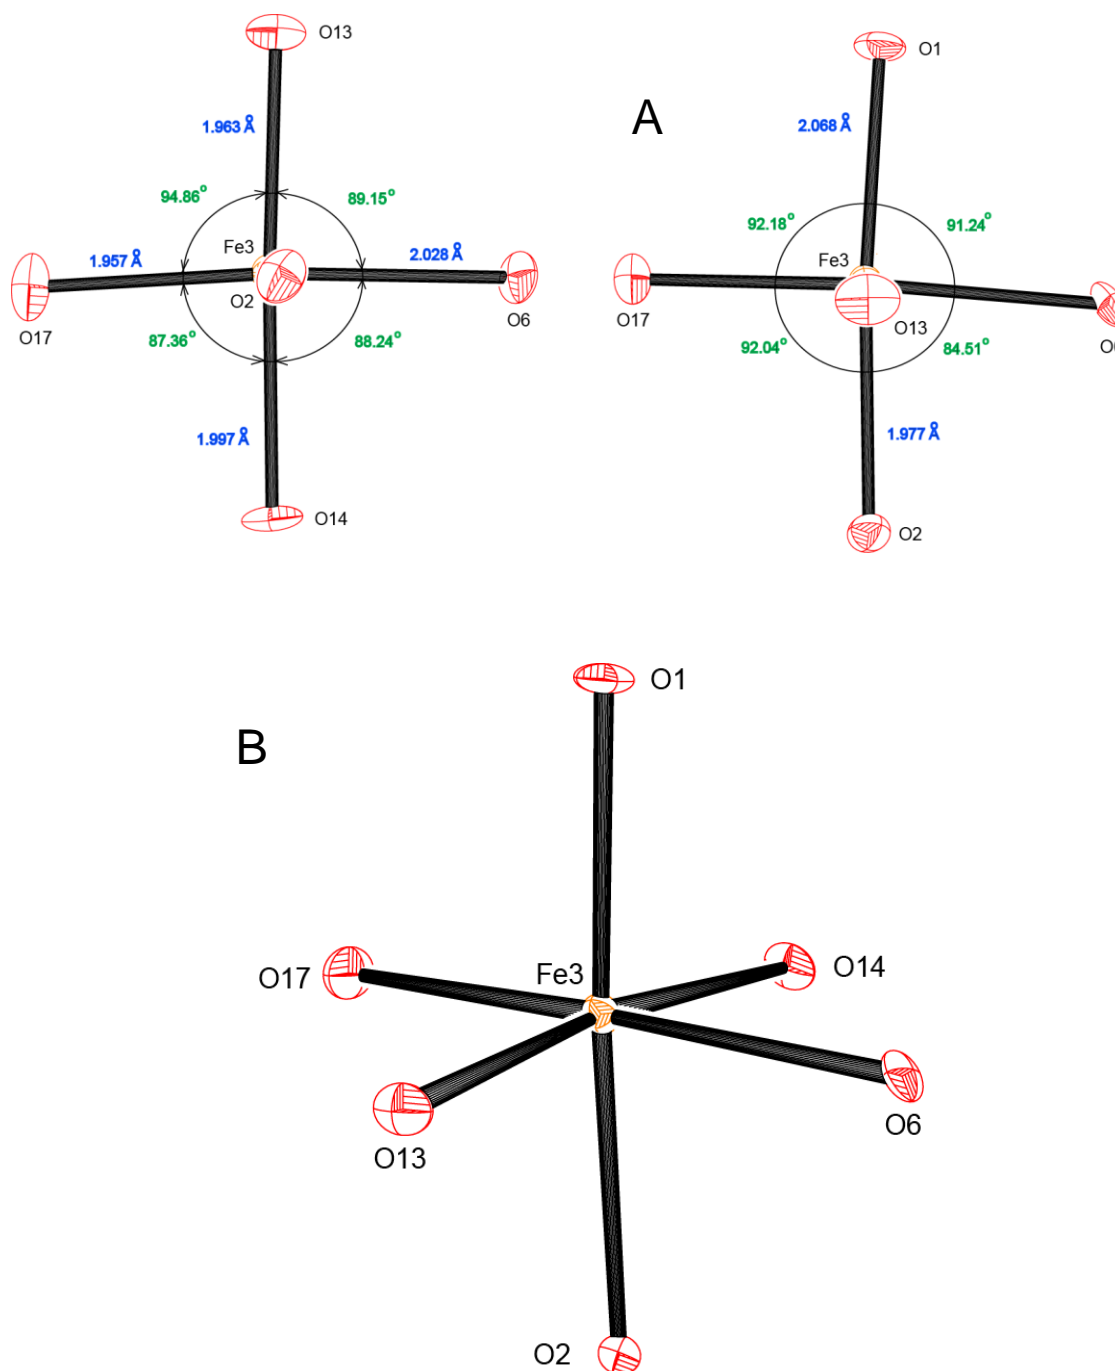 O13
1.963 Å
94.86°
89.15°
Fe3
1.957 Å
2.028 Å
O2
O17
O6
87.36°
88.24°
1.997 Å
O14
A
O1
2.068 Å
92.18°
91.24°
Fe3
O17
O13
92.04°
84.51°
1.977 Å
O2
B
O1
O17
Fe3
O14
O13
O6
O2